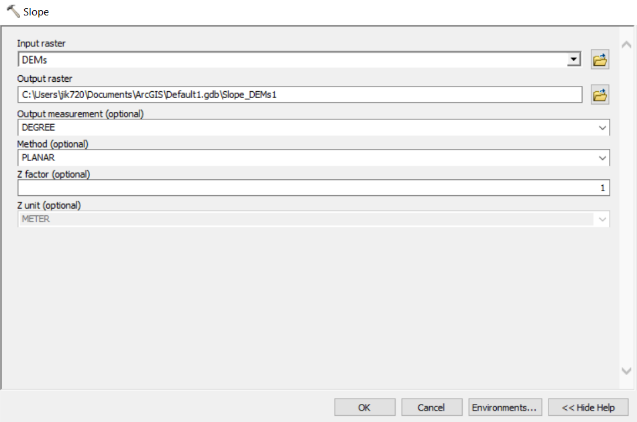 Slope
Input raster
DEMs
Output raster
C:\Users\jik720\Documents\ArcGIS\Default1.gdb\Slope_DEMs1
Output measurement (optional)
DEGREE
Method (optional)
PLANAR
Z factor (optional)
1
Z unit (optional)
METER
OK
Cancel
Environments...
<< Hide Help